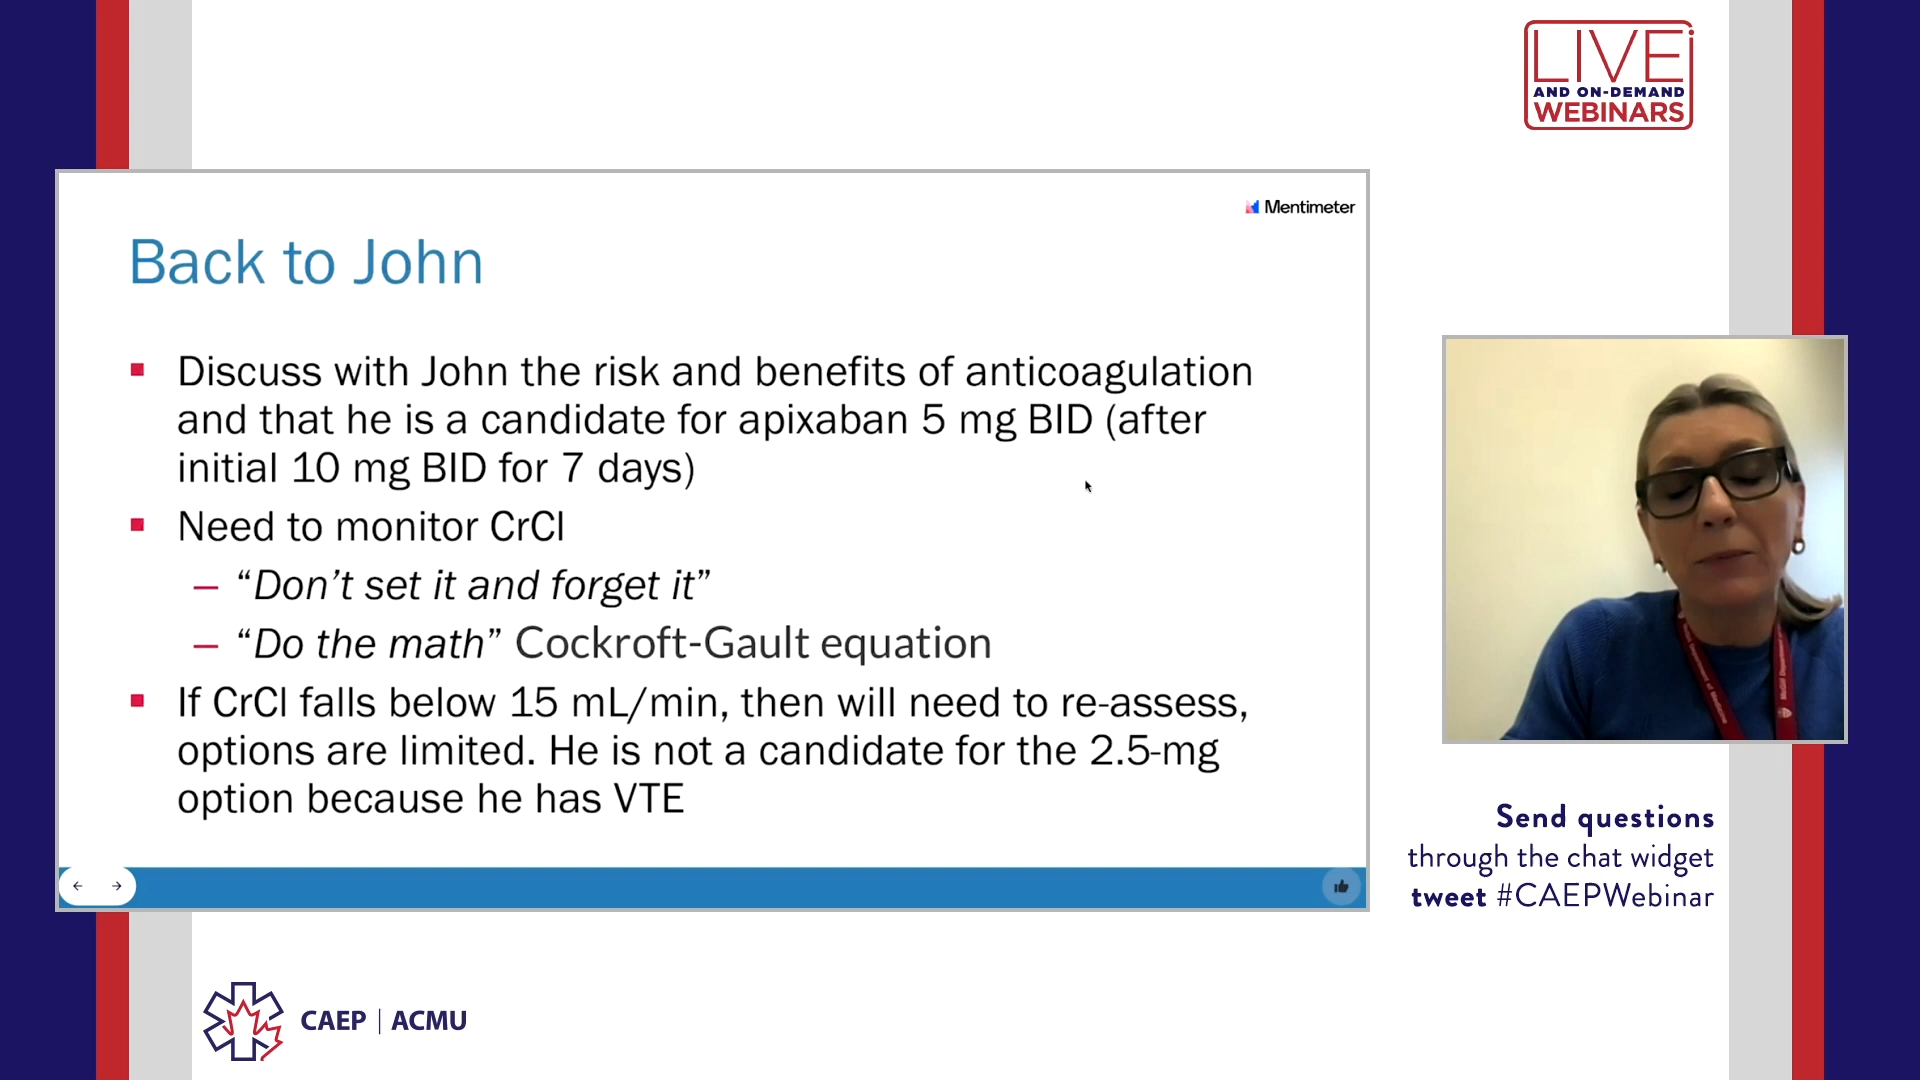 LIVE
AND ON-DEMAND
WEBINARS
Mentimeter
Back to John
Discuss with John the risk and benefits of anticoagulation
and that he is a candidate for apixaban 5 mg BID (after
initial 10 mg BID for 7 days)
Need to monitor CrCl
– “Don’t set it and forget it”
– “Do the math” Cockroft-Gault equation
If CrCl falls below 15 mL/min, then will need to re-assess,
options are limited. He is not a candidate for the 2.5-mg
option because he has VTE
Send questions
through the chat widget
tweet #CAEPWebinar
CAEP | ACMU